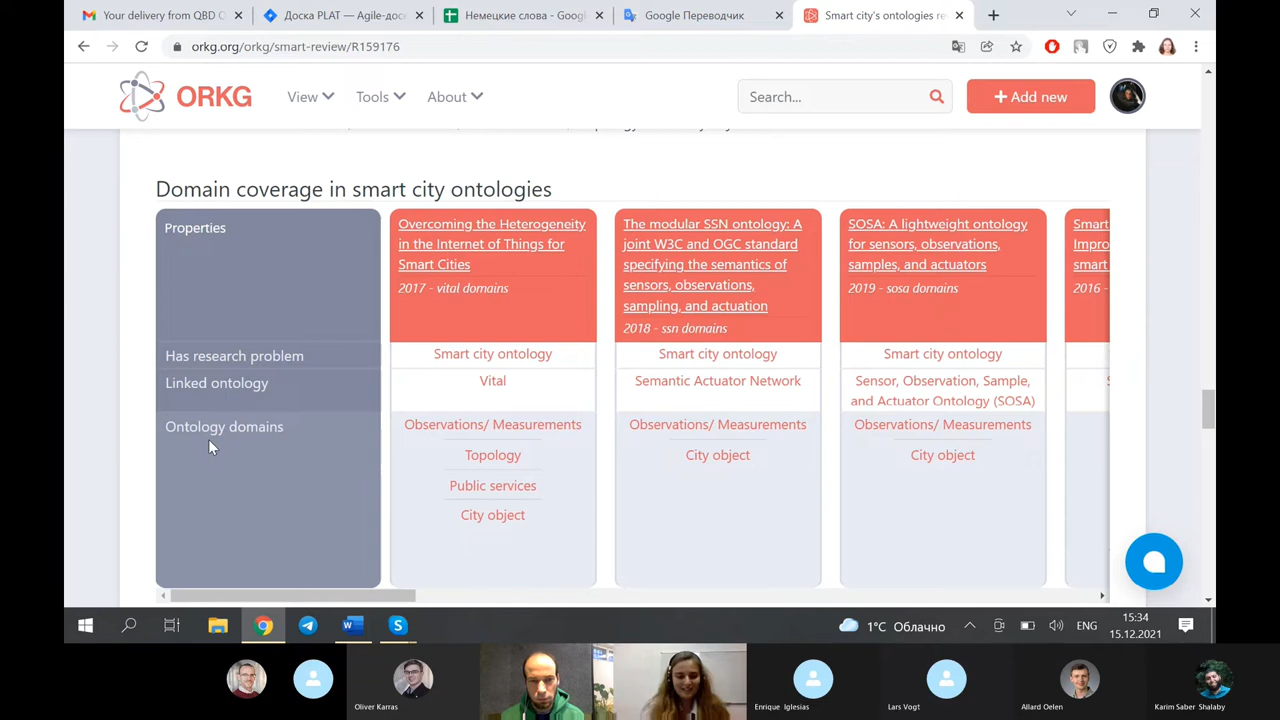 Your delivery from QBD O
Доска PLAT — Agile-дос
Немецкие слова - Googl
Google Переводчик
Smart city's ontologies re
orkg.org/orkg/smart-review/R159176
ORKG
View
Tools
About
Search...
Add new
Domain coverage in smart city ontologies
Properties
Overcoming the Heterogeneity
in the Internet of Things for
Smart Cities
2017 - vital domains
The modular SSN ontology: A
joint W3C and OGC standard
specifying the semantics of
sensors, observations,
sampling, and actuation
2018 - ssn domains
SOSA: A lightweight ontology
for sensors, observations,
samples, and actuators
2019 - sosa domains
Smart
Impro
smart
2016 -
Has research problem
Smart city ontology
Smart city ontology
Smart city ontology
Linked ontology
Vital
Semantic Actuator Network
Sensor, Observation, Sample,
and Actuator Ontology (SOSA)
S
Ontology domains
Observations/ Measurements
Topology
Public services
City object
Observations/ Measurements
City object
Observations/ Measurements
City object
1°C Облачно
ENG
15:34
15.12.2021
Oliver Karras
Enrique Iglesias
Lars Vogt
Allard Oelen
Karim Saber Shalaby